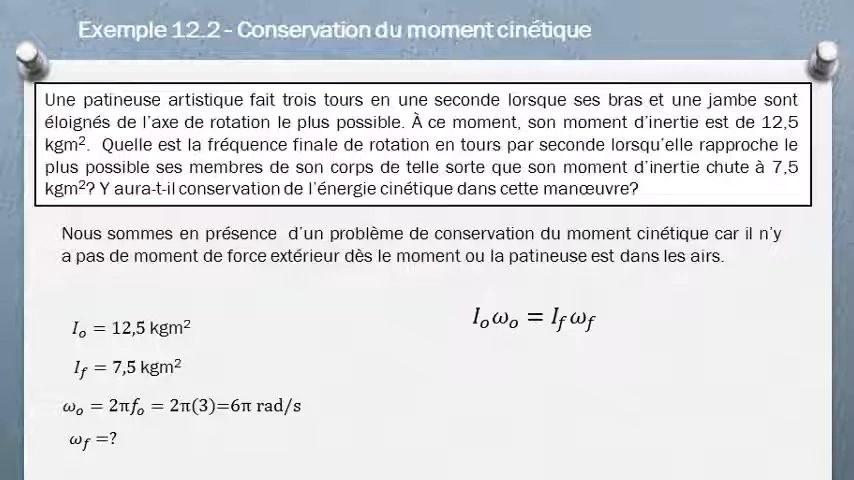 Exemple 12.2 - Conservation du moment cinétique
Une patineuse artistique fait trois tours en une seconde lorsque ses bras et une jambe sont
éloignés de l'axe de rotation le plus possible. À ce moment, son moment d'inertie est de 12,5
kgm². Quelle est la fréquence finale de rotation en tours par seconde lorsqu'elle rapproche le
plus possible ses membres de son corps de telle sorte que son moment d'inertie chute à 7,5
kgm²? Y aura-t-il conservation de l'énergie cinétique dans cette manœuvre?
Nous sommes en présence d'un problème de conservation du moment cinétique car il n'y
a pas de moment de force extérieur dès le moment ou la patineuse est dans les airs.
I_o = 12,5 kgm²
I_oω_o = I_fω_f
I_f = 7,5 kgm²
ω_o = 2πf_o = 2π(3)=6π rad/s
ω_f =?